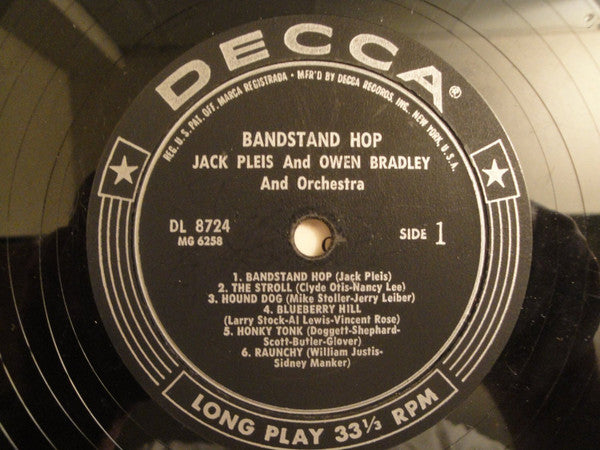 DECCA®
REG. U.S. PAT. OFF. MARCA REGISTRADA • MFR'D BY DECCA RECORDS, INC., NEW YORK, U.S.A.
BANDSTAND HOP
JACK PLEIS And OWEN BRADLEY
And Orchestra
DL 8724
MG 6258
SIDE 1
1. BANDSTAND HOP (Jack Pleis)
2. THE STROLL (Clyde Otis-Nancy Lee)
3. HOUND DOG (Mike Stoller-Jerry Leiber)
4. BLUEBERRY HILL
(Larry Stock-Al Lewis-Vincent Rose)
5. HONKY TONK (Doggett-Shephard-
Scott-Butler-Glover)
6. RAUNCHY (William Justis-
Sidney Manker)
LONG PLAY 33⅓ RPM